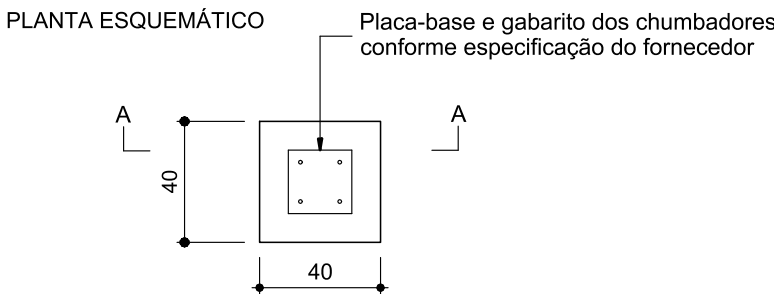 PLANTA ESQUEMÁTICO
Placa-base e gabarito dos chumbadores
conforme especificação do fornecedor
A
A
40
40